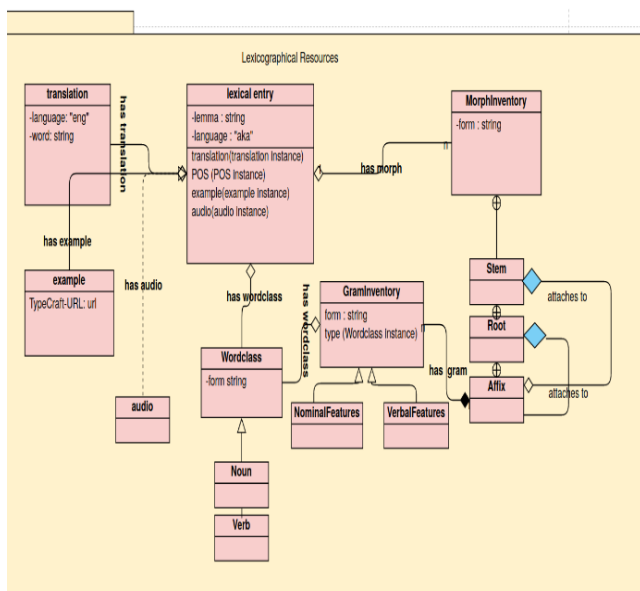 Lexicographical Resources
translation
-language: "eng"
-word: string
has translation
lexical entry
-lemma : string
-language : "aka"
translation(translation instance)
POS (POS instance)
example(example instance)
audio(audio instance)
MorphInventory
-form : string
n
has morph
has example
example
TypeCraft-URL: url
has audio
has wordclass
has wordclass
GramInventory
form : string
type (Wordclass Instance)
n
Stem
attaches to
Root
has gram
Affix
attaches to
Wordclass
-form string
audio
NominalFeatures
VerbalFeatures
Noun
Verb